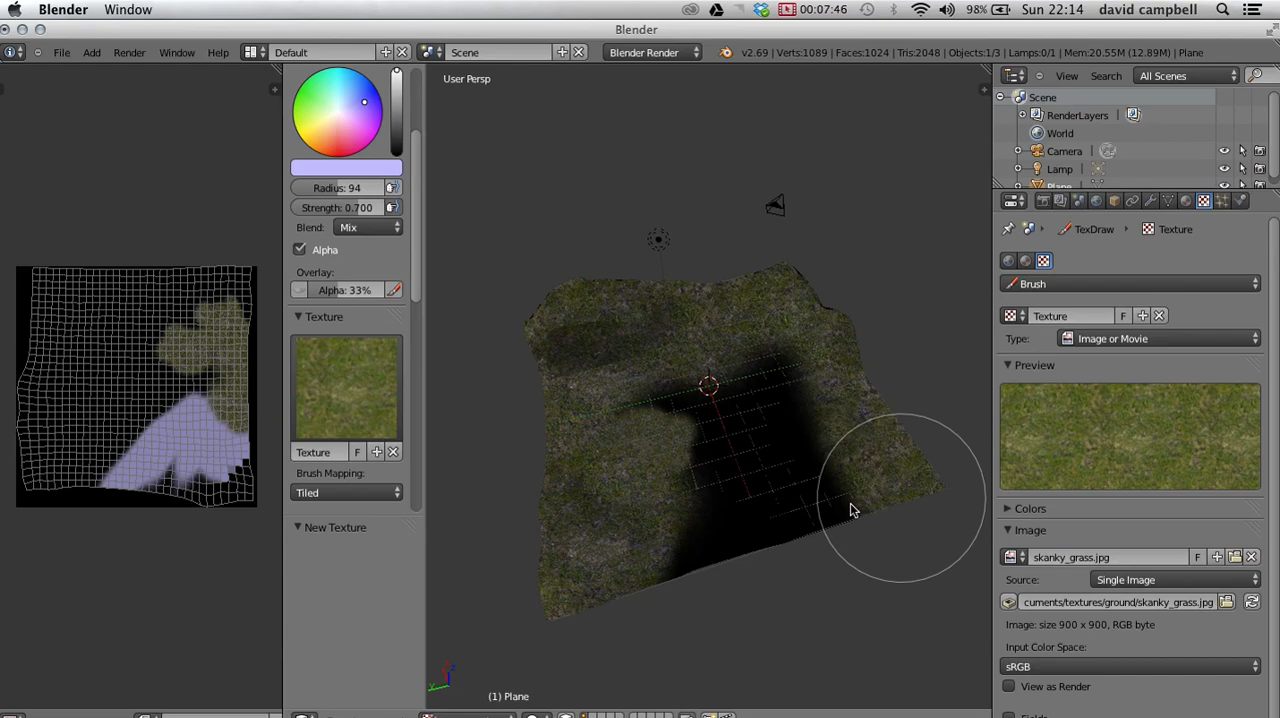 Blender Window 00:07:46 98% Sun 22:14 david campbell
Blender
File Add Render Window Help Default Scene Blender Render v2.69 | Verts:1089 | Faces:1024 | Tris:2048 | Objects:1/3 | Lamps:0/1 | Mem:20.55M (12.89M) | Plane
User Persp
View Search All Scenes
Scene
RenderLayers
World
Camera
Lamp
Plane
Radius: 94
Strength: 0.700
Blend: Mix
Alpha
Overlay:
Alpha: 33%
Texture
Texture F
Brush Mapping:
Tiled
New Texture
(1) Plane
TexDraw Texture
Brush
Texture F
Type: Image or Movie
Preview
Colors
Image
skanky_grass.jpg F
Source: Single Image
cuments/textures/ground/skanky_grass.jpg
Image: size 900 x 900, RGB byte
Input Color Space:
sRGB
View as Render